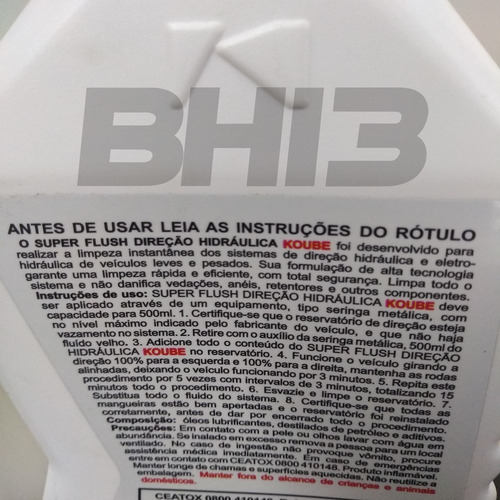 BH13
ANTES DE USAR LEIA AS INSTRUÇÕES DO RÓTULO
O SUPER FLUSH DIREÇÃO HIDRÁULICA KOUBE foi desenvolvido para
realizar a limpeza instantânea dos sistemas de direção hidráulica e eletro-
hidráulica de veículos leves e pesados. Sua formulação de alta tecnologia
garante uma limpeza rápida e eficiente, com total segurança. Limpa todo o
sistema e não danifica vedações, anéis, retentores e outros componentes.
Instruções de uso: SUPER FLUSH DIREÇÃO HIDRÁULICA KOUBE deve
ser aplicado através de um equipamento, tipo seringa metálica, com
capacidade para 500ml. 1. Certifique-se que o reservatório de direção esteja
no nível máximo indicado pelo fabricante do veículo, e que não haja
vazamento no sistema. 2. Retire com o auxílio da seringa metálica, 500ml do
fluído velho. 3. Adicione todo o conteúdo do SUPER FLUSH DIREÇÃO
HIDRÁULICA KOUBE no reservatório. 4. Funcione o veículo girando a
direção 100% para a esquerda e 100% para a direita, mantenha as rodas
alinhadas, deixando o veículo funcionando por 3 minutos. 5. Repita este
procedimento por 5 vezes com intervalos de 3 minutos, totalizando 15
minutos todo o procedimento. 6. Esvazie e limpe o reservatório. 7.
Substitua todo o fluído do sistema. 8. Certifique-se que todas as
mangueiras estão bem apertadas e o reservatório foi reinstalado
corretamente, antes de dar por encerrado todo o procedimento.
Composição: óleos lubrificantes, destilados de petróleo e aditivos.
Precauções: Em contato com a pele ou olhos lavar com água em
abundância. Se inalado em excesso remova a pessoa para um local
ventilado. No caso de ingestão não provoque vômito, procure
assistência médica imediatamente. Em caso de emergências
entre em contato com CEATOX 0800 410148. Produto inflamável.
Manter longe de chamas e superfícies aquecidas. Não reutilize a
embalagem. Manter fora do alcance de crianças e animais
domésticos.
CEATOX 0800 410148